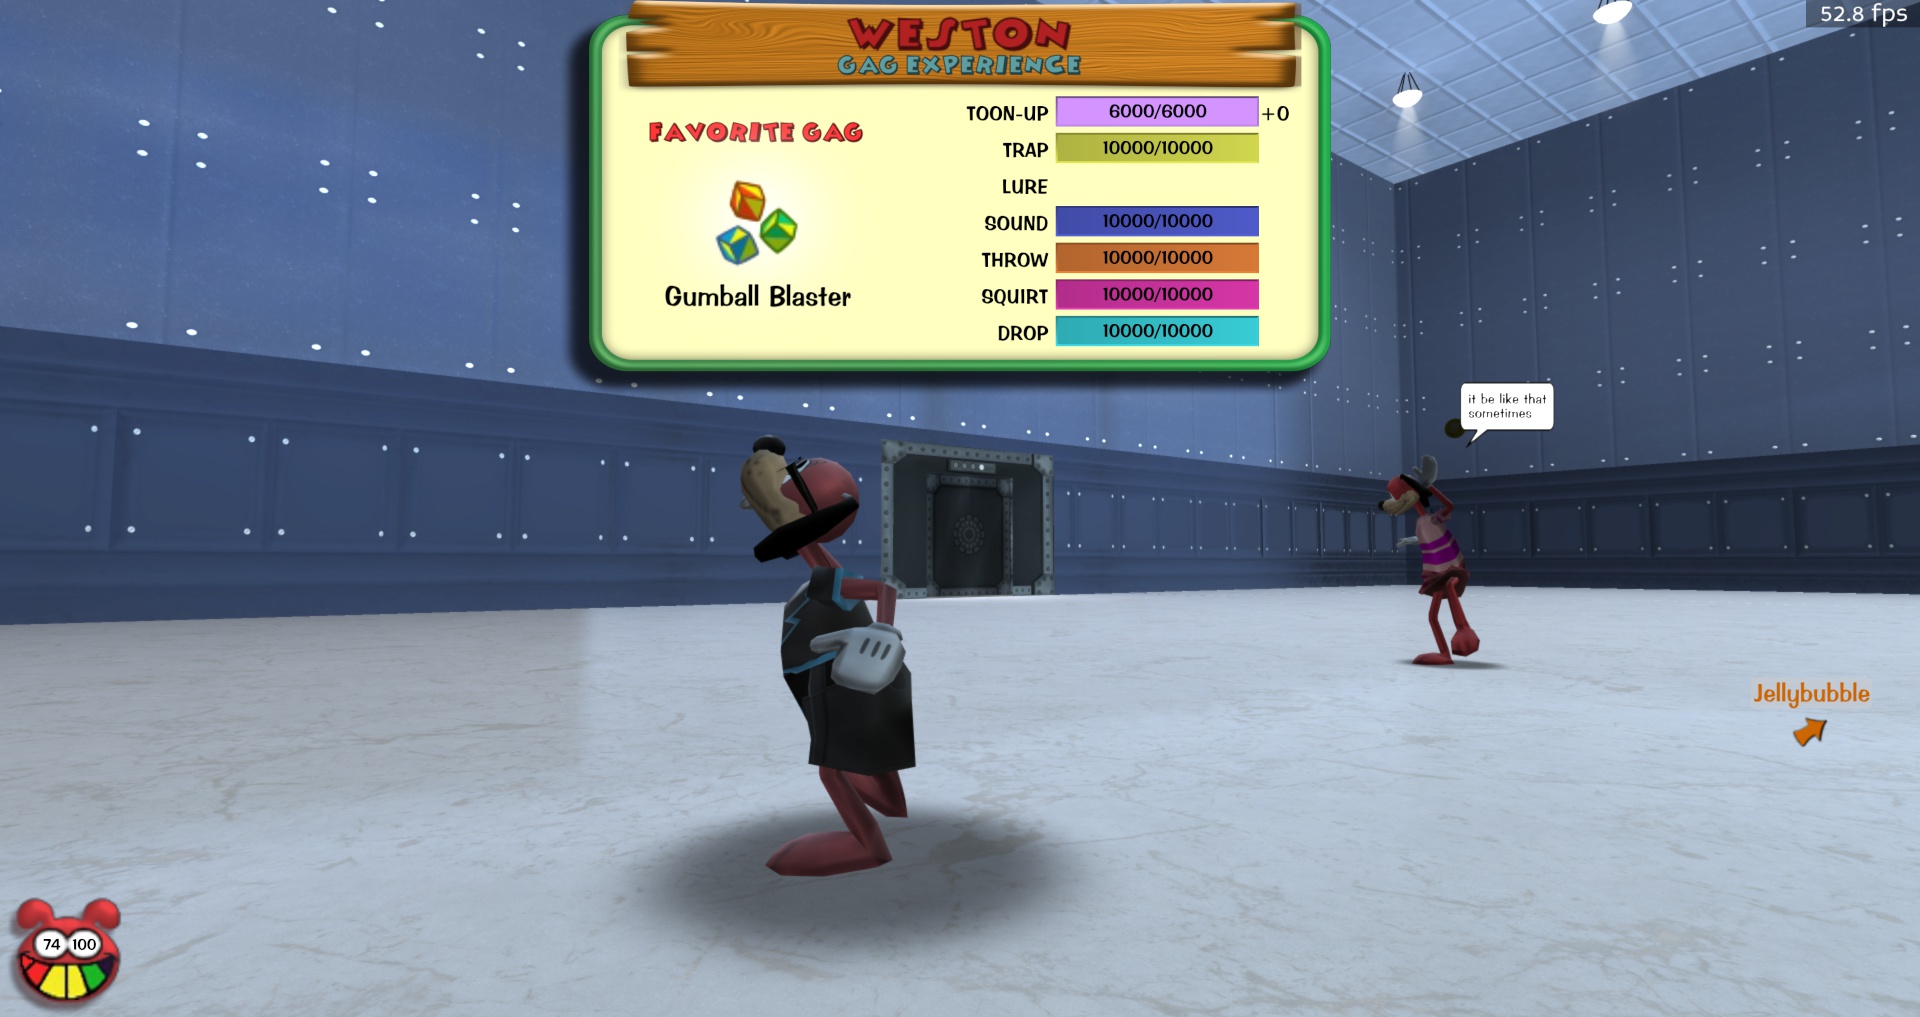 52.8 fps
WESTON
GAG EXPERIENCE
FAVORITE GAG
Gumball Blaster
TOON-UP 6000/6000 +0
TRAP 10000/10000
LURE
SOUND 10000/10000
THROW 10000/10000
SQUIRT 10000/10000
DROP 10000/10000
it be like that
sometimes
Jellybubble
74 100